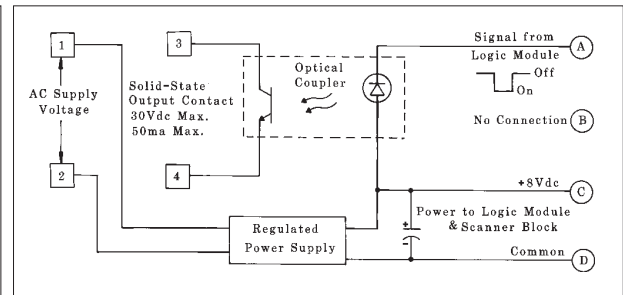 1
AC Supply
Voltage
2
3
Solid-State
Output Contact
30Vdc Max.
50ma Max.
4
Optical
Coupler
Signal from
Logic Module
A
Off
On
No Connection
B
+8Vdc
C
Power to Logic Module
& Scanner Block
+
-
Common
D
Regulated
Power Supply